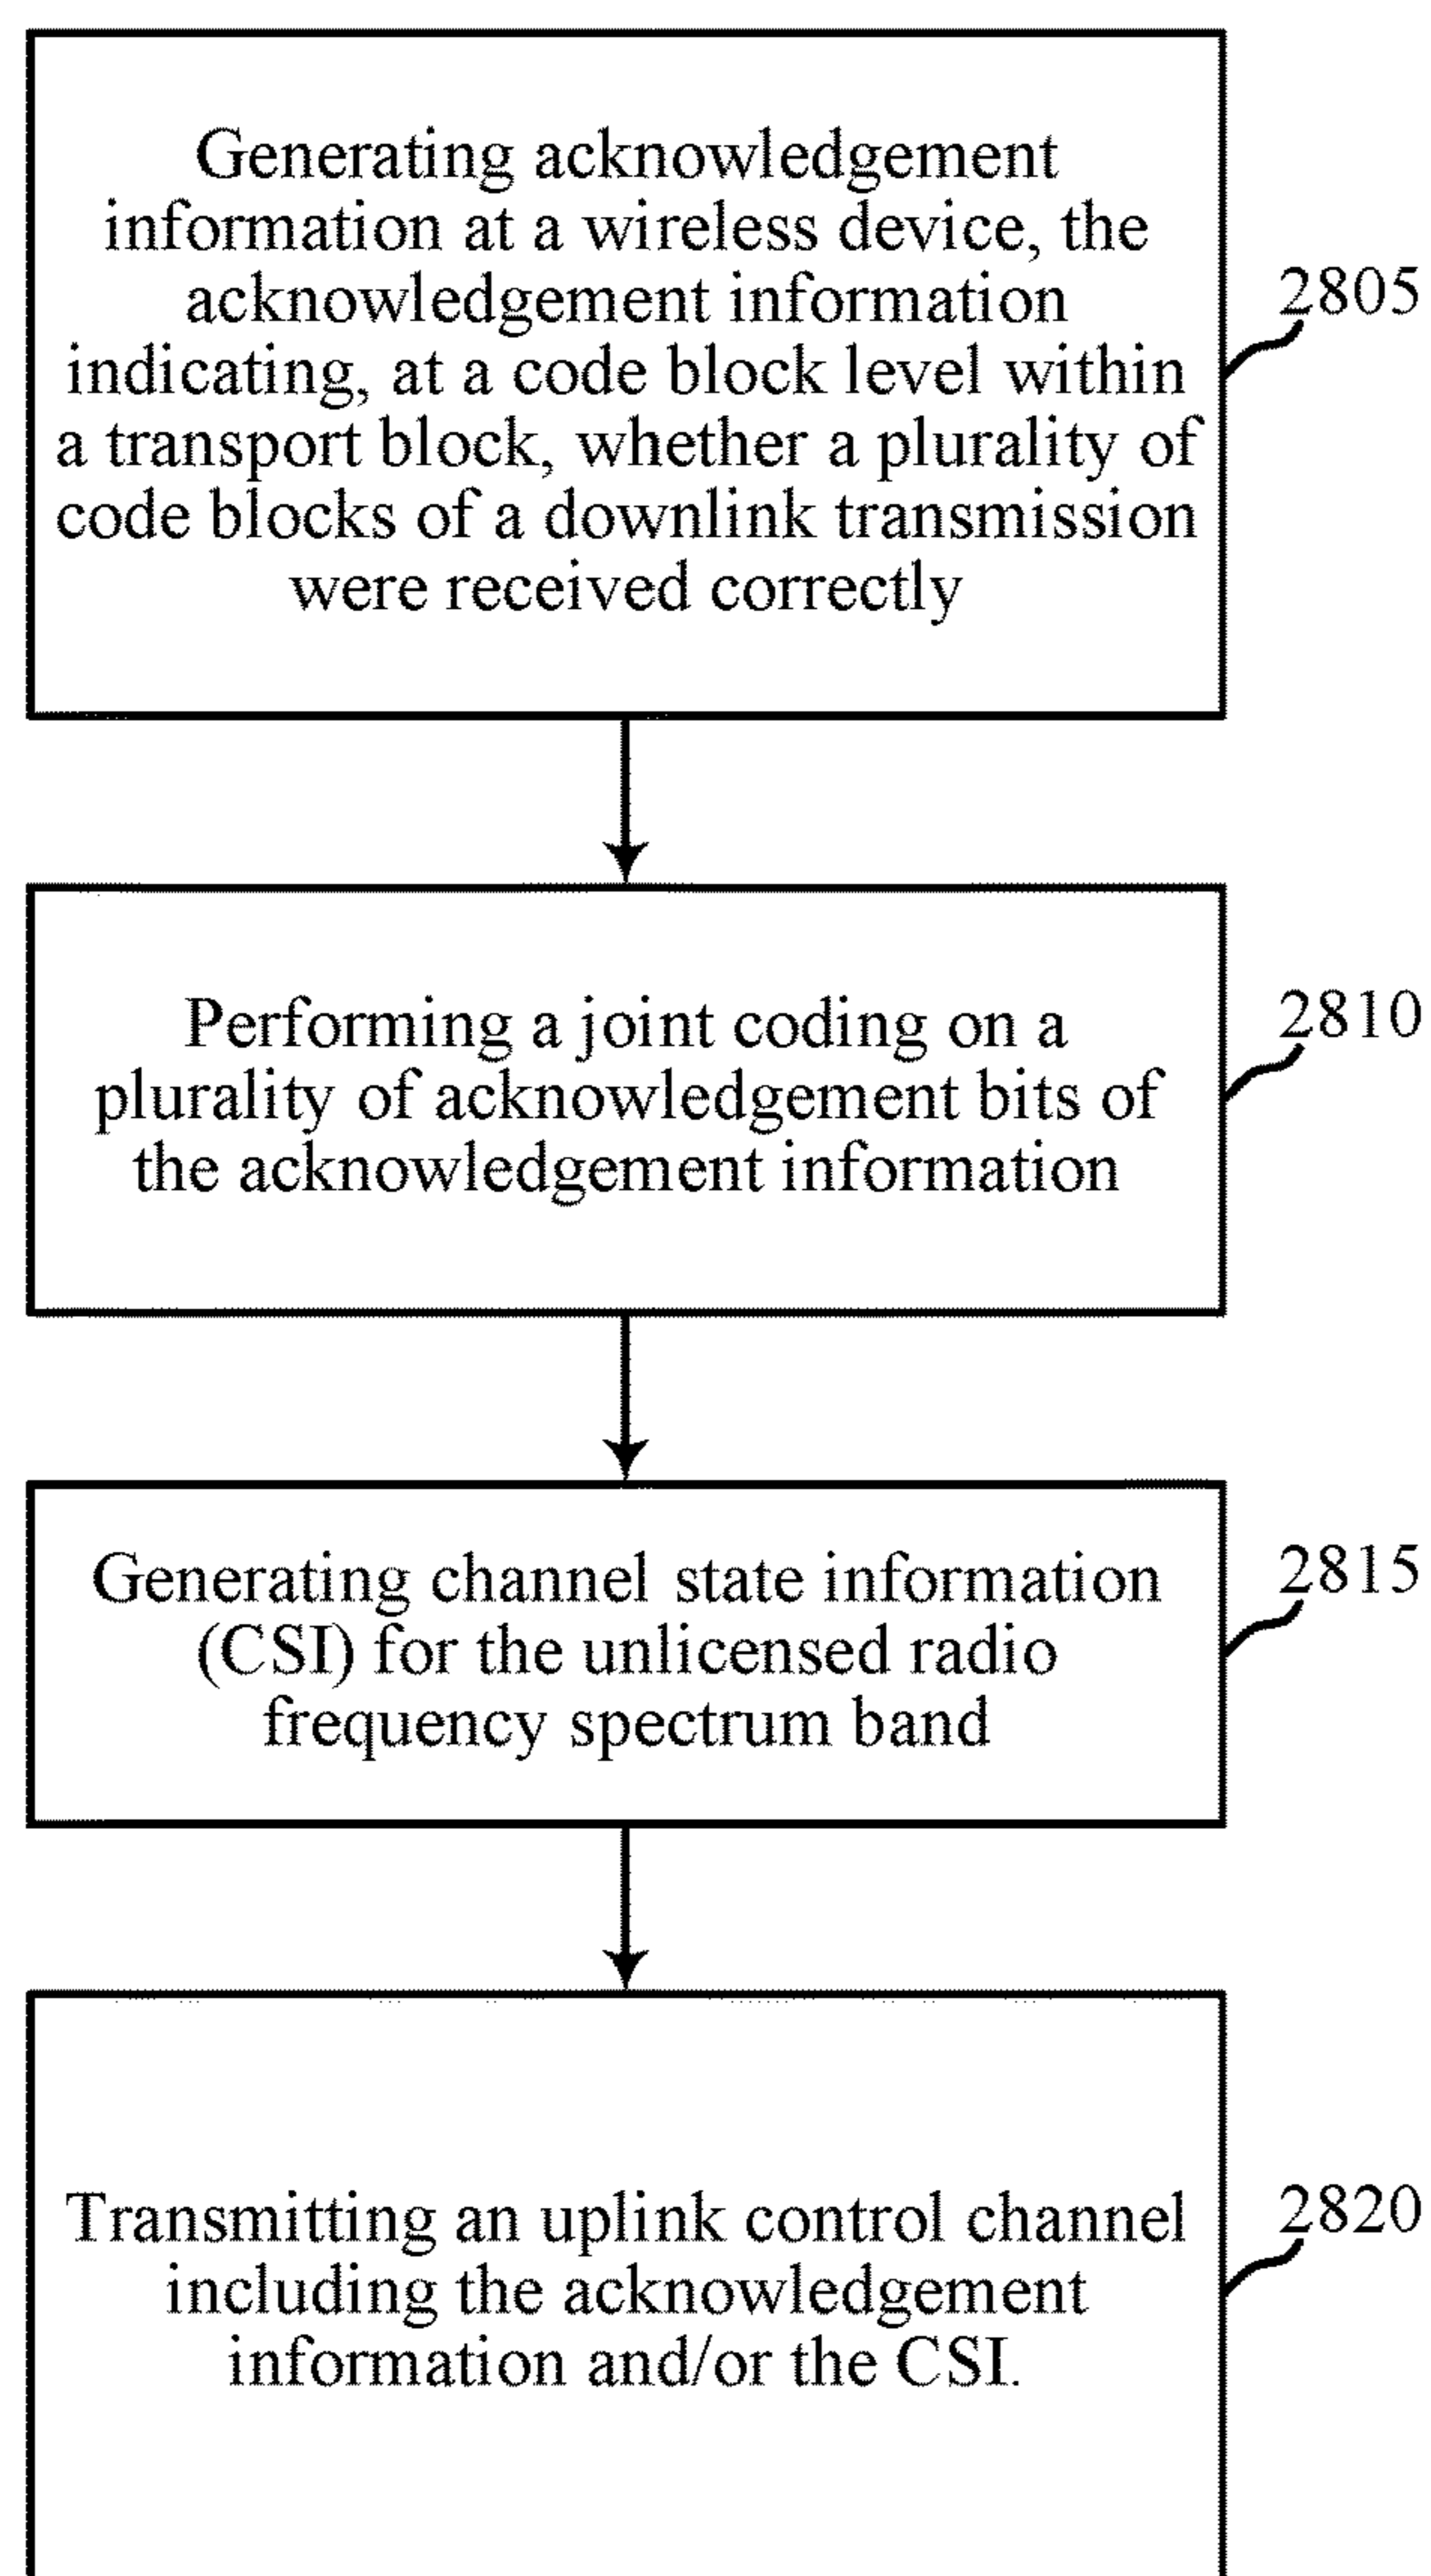 Generating acknowledgement
information at a wireless device, the
acknowledgement information
indicating, at a code block level within
a transport block, whether a plurality of
code blocks of a downlink transmission
were received correctly
2805
Performing a joint coding on a
plurality of acknowledgement bits of
the acknowledgement information
2810
Generating channel state information
(CSI) for the unlicensed radio
frequency spectrum band
2815
Transmitting an uplink control channel
including the acknowledgement
information and/or the CSI.
2820